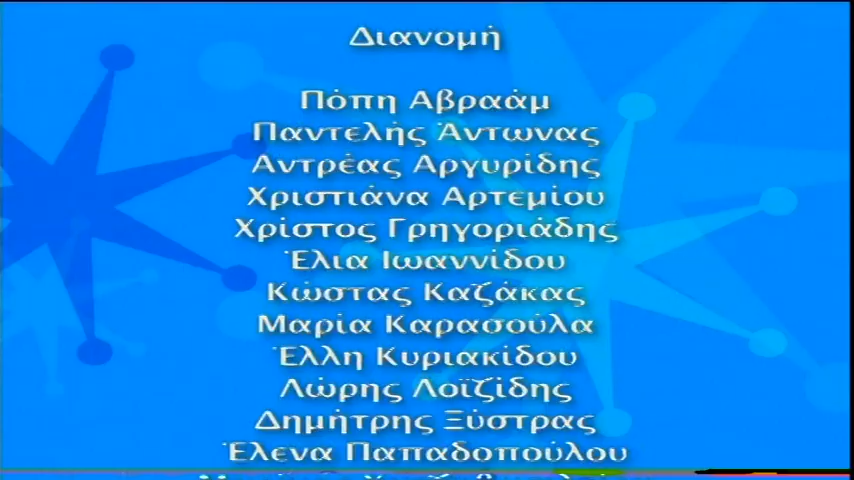 Διανομή
Πόπη Αβραάμ
Παντελής Άντωνας
Αντρέας Αργυρίδης
Χριστιάνα Αρτεμίου
Χρίστος Γρηγοριάδης
Έλια Ιωαννίδου
Κώστας Καζάκας
Μαρία Καρασούλα
Έλλη Κυριακίδου
Λώρης Λοϊζίδης
Δημήτρης Ξύστρας
Έλενα Παπαδοπούλου